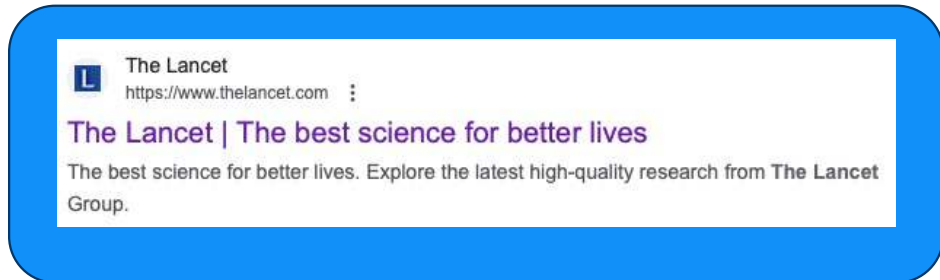 L
The Lancet
https://www.thelancet.com
The Lancet | The best science for better lives
The best science for better lives. Explore the latest high-quality research from The Lancet
Group.